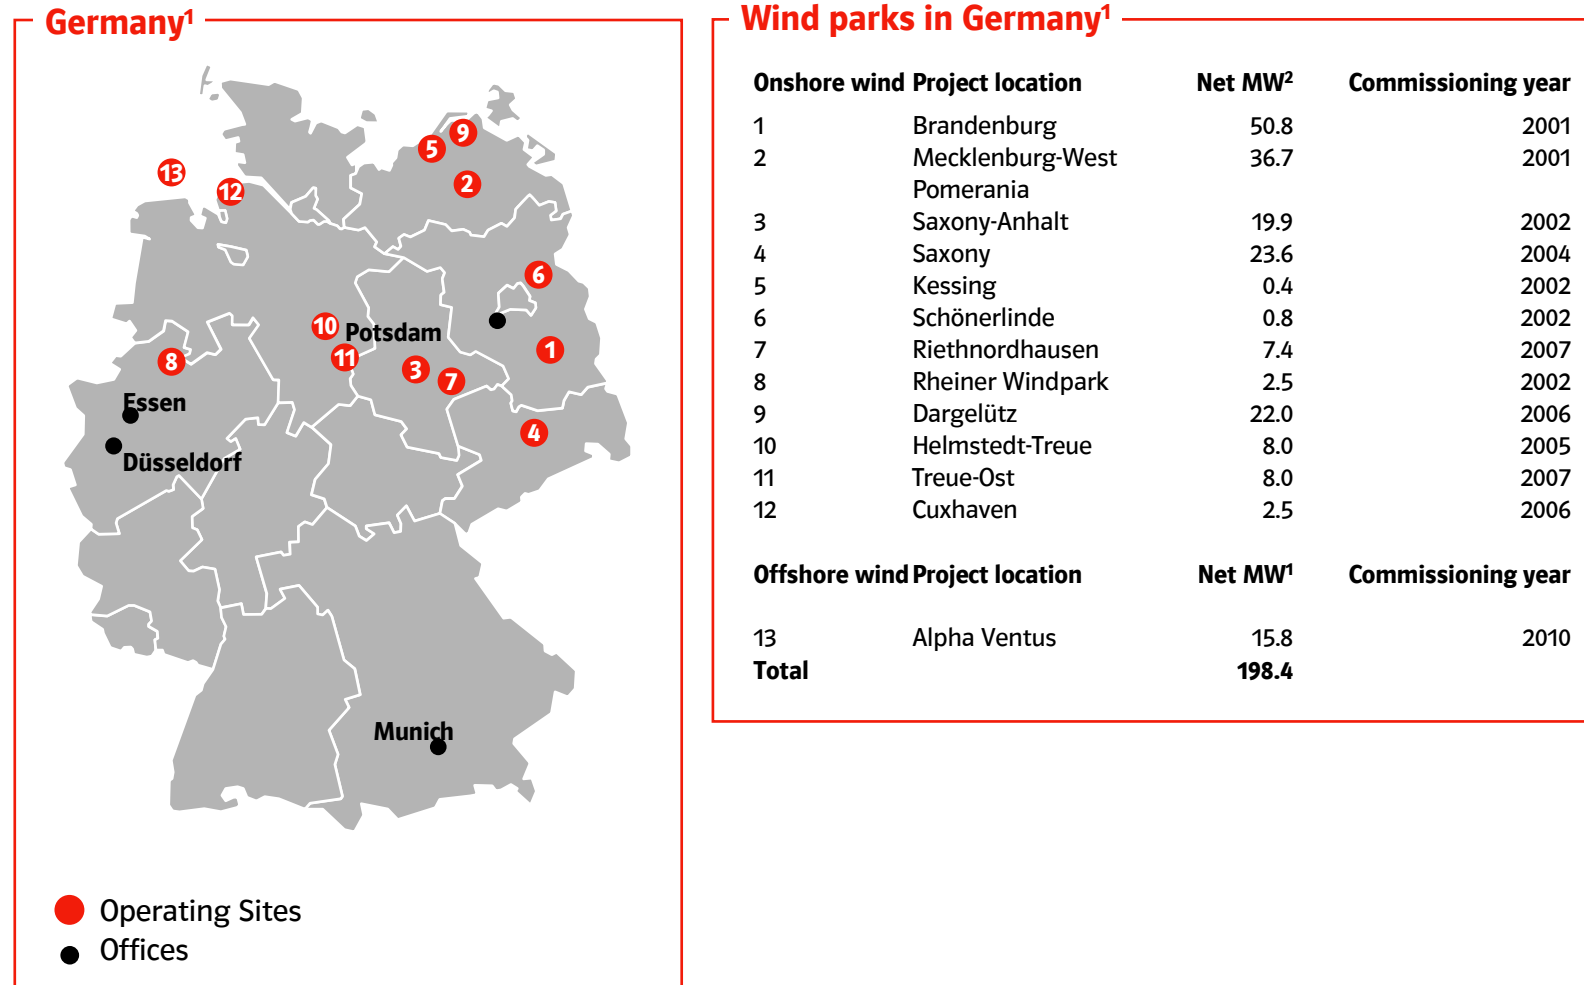 Germany1
13
12
5
9
2
6
10
Potsdam
11
8
3
7
1
Essen
4
Düsseldorf
Munich
Operating Sites
Offices
Wind parks in Germany1
Onshore wind Project location Net MW2 Commissioning year
1 Brandenburg 50.8 2001
2 Mecklenburg-West 36.7 2001
Pomerania
3 Saxony-Anhalt 19.9 2002
4 Saxony 23.6 2004
5 Kessing 0.4 2002
6 Schönerlinde 0.8 2002
7 Riethnordhausen 7.4 2007
8 Rheiner Windpark 2.5 2002
9 Dargelütz 22.0 2006
10 Helmstedt-Treue 8.0 2005
11 Treue-Ost 8.0 2007
12 Cuxhaven 2.5 2006
Offshore wind Project location Net MW1 Commissioning year
13 Alpha Ventus 15.8 2010
Total 198.4